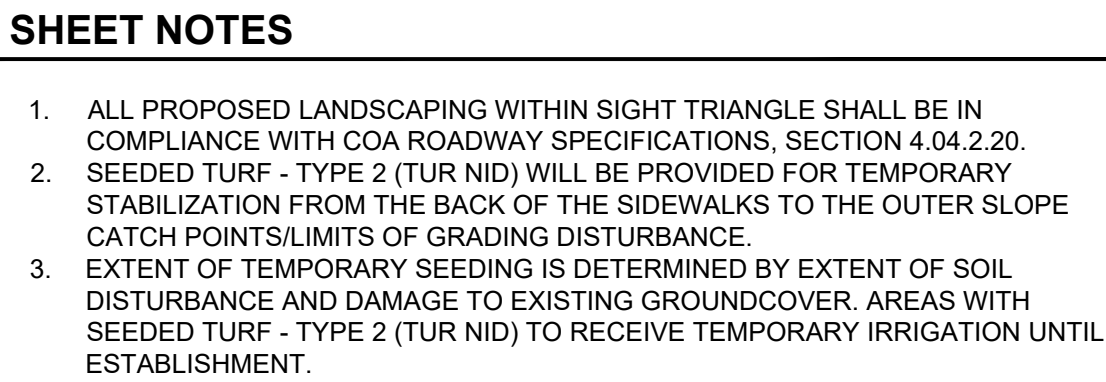 SHEET NOTES
1. ALL PROPOSED LANDSCAPING WITHIN SIGHT TRIANGLE SHALL BE IN
COMPLIANCE WITH COA ROADWAY SPECIFICATIONS, SECTION 4.04.2.20.
2. SEEDED TURF - TYPE 2 (TUR NID) WILL BE PROVIDED FOR TEMPORARY
STABILIZATION FROM THE BACK OF THE SIDEWALKS TO THE OUTER SLOPE
CATCH POINTS/LIMITS OF GRADING DISTURBANCE.
3. EXTENT OF TEMPORARY SEEDING IS DETERMINED BY EXTENT OF SOIL
DISTURBANCE AND DAMAGE TO EXISTING GROUNDCOVER. AREAS WITH
SEEDED TURF - TYPE 2 (TUR NID) TO RECEIVE TEMPORARY IRRIGATION UNTIL
ESTABLISHMENT.